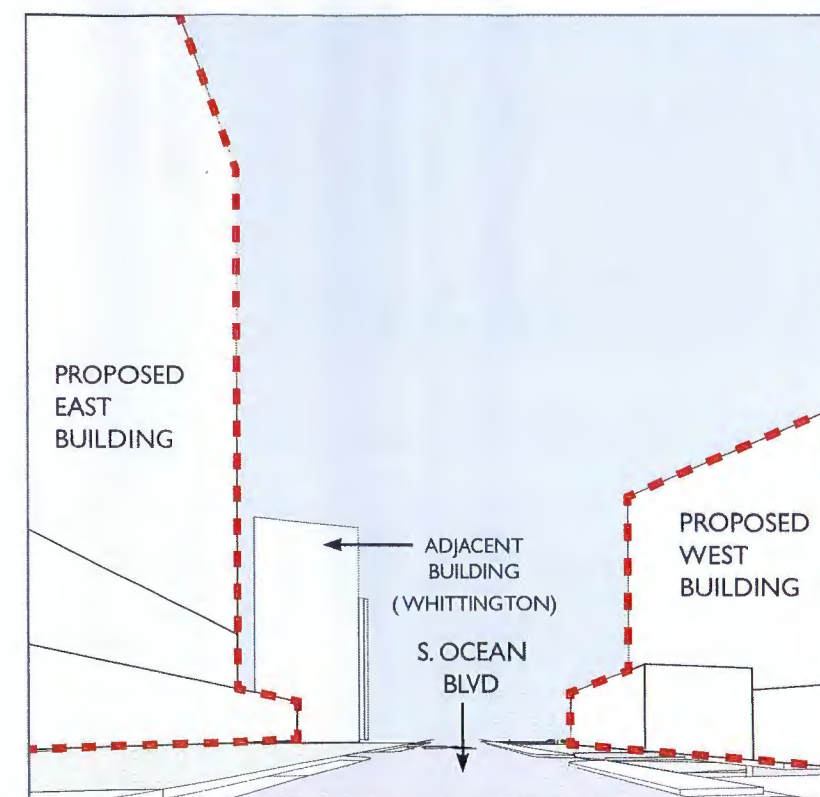 PROPOSED
EAST
BUILDING
ADJACENT
BUILDING
(WHITTINGTON)
S. OCEAN
BLVD
PROPOSED
WEST
BUILDING